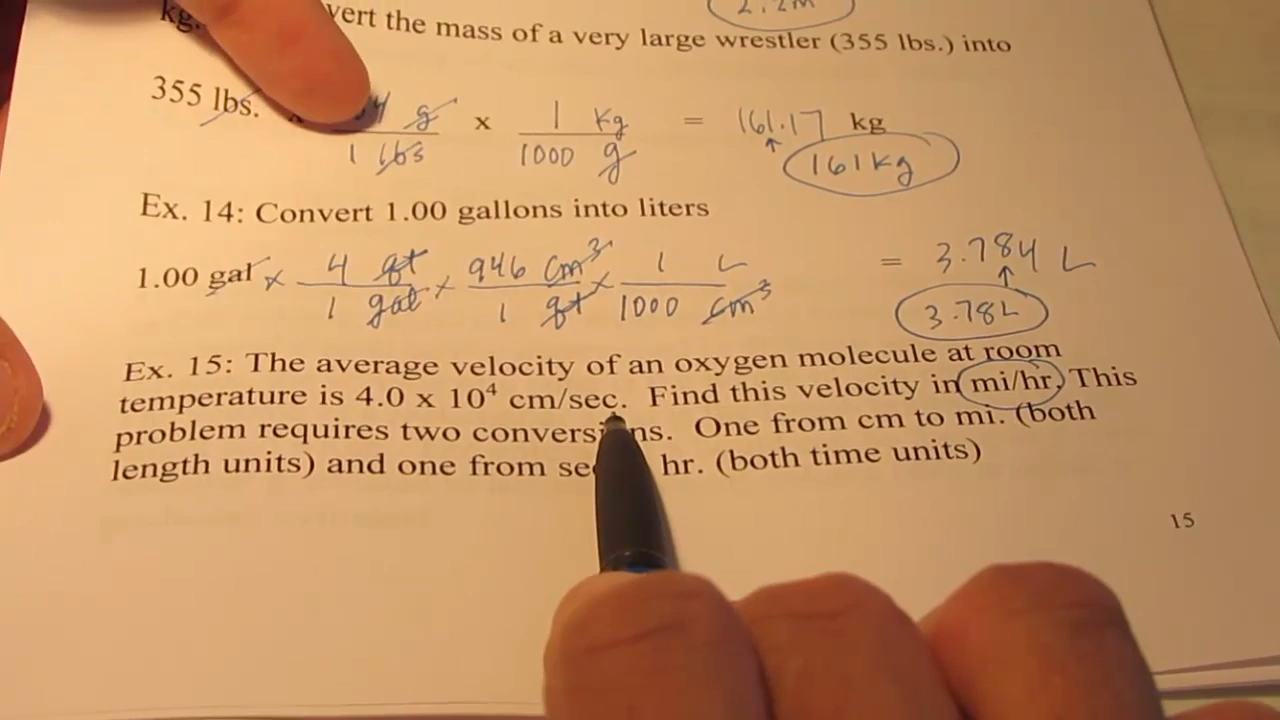 2.2m
kg. vert the mass of a very large wrestler (355 lbs.) into
355 lbs. x 4 g x 1 kg = 161.17 kg
1 lbs 1000 g 161 kg
Ex. 14: Convert 1.00 gallons into liters
1.00 gal x 4 qt x 946 cm³ x 1 L = 3.784 L
1 gal 1 qt 1000 cm³ 3.78L
Ex. 15: The average velocity of an oxygen molecule at room
temperature is 4.0 x 10⁴ cm/sec. Find this velocity in mi/hr. This
problem requires two conversions. One from cm to mi. (both
length units) and one from se hr. (both time units)
15